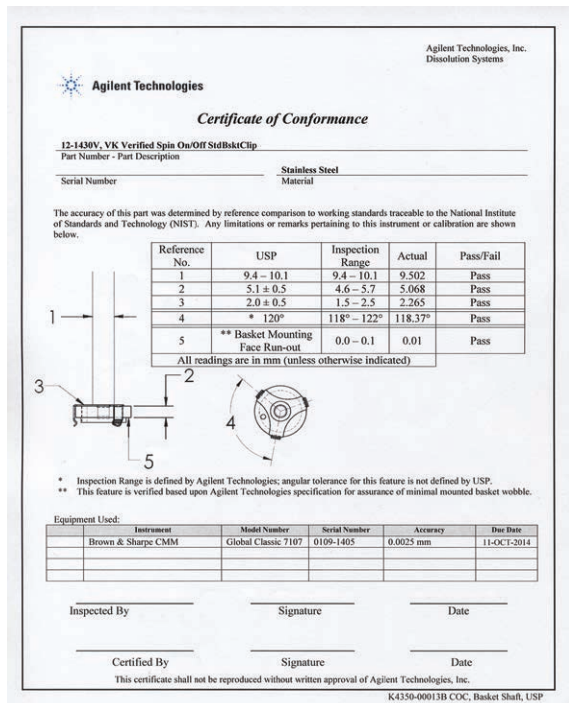 Agilent Technologies, Inc.
Dissolution Systems
Agilent Technologies
Certificate of Conformance
12-1430V, VK Verified Spin On/Off StdBsktClip
Part Number - Part Description
Stainless Steel
Serial Number Material
The accuracy of this part was determined by reference comparison to working standards traceable to the National Institute
of Standards and Technology (NIST). Any limitations or remarks pertaining to this instrument or calibration are shown
below.
Reference No. USP Inspection Range Actual Pass/Fail
1 9.4 – 10.1 9.4 – 10.1 9.502 Pass
2 5.1 ± 0.5 4.6 – 5.7 5.068 Pass
3 2.0 ± 0.5 1.5 – 2.5 2.265 Pass
4 * 120° 118° – 122° 118.37° Pass
5 ** Basket Mounting Face Run-out 0.0 – 0.1 0.01 Pass
All readings are in mm (unless otherwise indicated)
1
2
3
4
5
* Inspection Range is defined by Agilent Technologies; angular tolerance for this feature is not defined by USP.
** This feature is verified based upon Agilent Technologies specification for assurance of minimal mounted basket wobble.
Equipment Used:
Instrument Model Number Serial Number Accuracy Due Date
Brown & Sharpe CMM Global Classic 7107 0109-1405 0.0025 mm 11-OCT-2014
Inspected By Signature Date
Certified By Signature Date
This certificate shall not be reproduced without written approval of Agilent Technologies, Inc.
K4350-00013B COC, Basket Shaft, USP